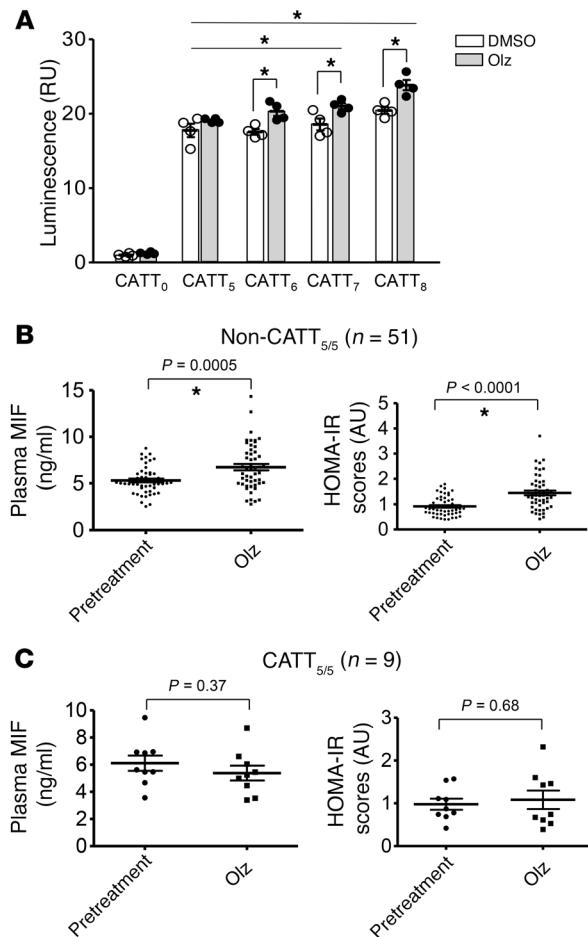 A
*
*
* * *
DMSO
Olz
Luminescence (RU)
30
20
10
0
CATT₀ CATT₅ CATT₆ CATT₇ CATT₈
B Non-CATT₅/₅ (n = 51)
P = 0.0005
*
Plasma MIF
(ng/ml)
15
10
5
0
Pretreatment
Olz
P < 0.0001
*
HOMA-IR
scores (AU)
5
4
3
2
1
0
Pretreatment
Olz
C CATT₅/₅ (n = 9)
P = 0.37
Plasma MIF
(ng/ml)
10
8
6
4
2
0
Pretreatment
Olz
P = 0.68
HOMA-IR
scores (AU)
3
2
1
0
Pretreatment
Olz